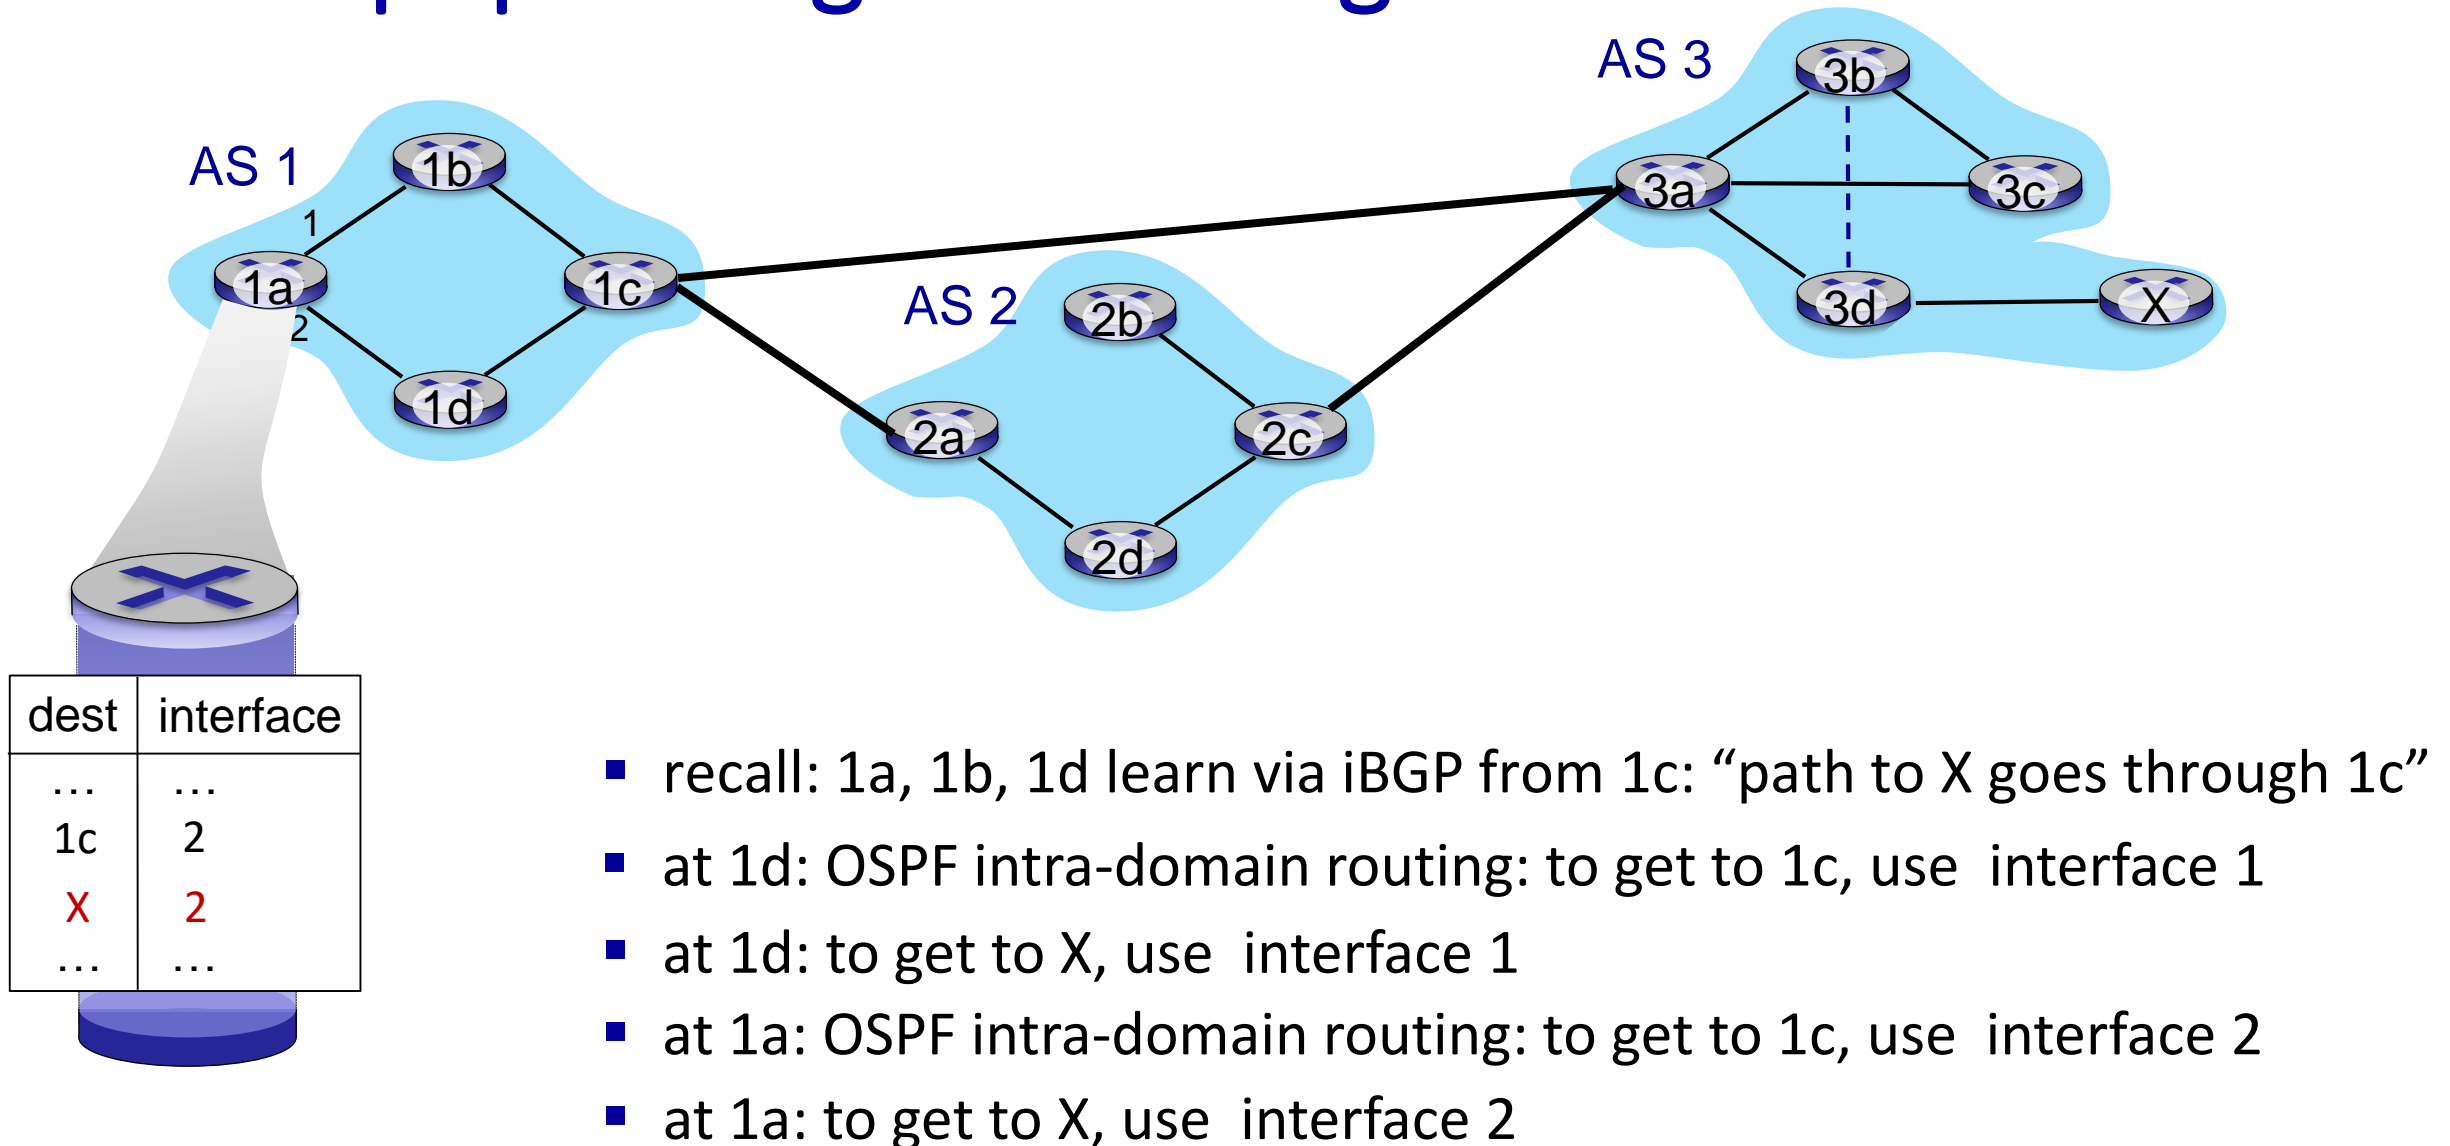 AS 3
3b
AS 1
1b
1
3a
3c
1a
1c
2
AS 2
2b
3d
X
1d
2a
2c
2d
dest interface
... ...
1c 2
X 2
... ...
▪ recall: 1a, 1b, 1d learn via iBGP from 1c: “path to X goes through 1c”
▪ at 1d: OSPF intra-domain routing: to get to 1c, use interface 1
▪ at 1d: to get to X, use interface 1
▪ at 1a: OSPF intra-domain routing: to get to 1c, use interface 2
▪ at 1a: to get to X, use interface 2